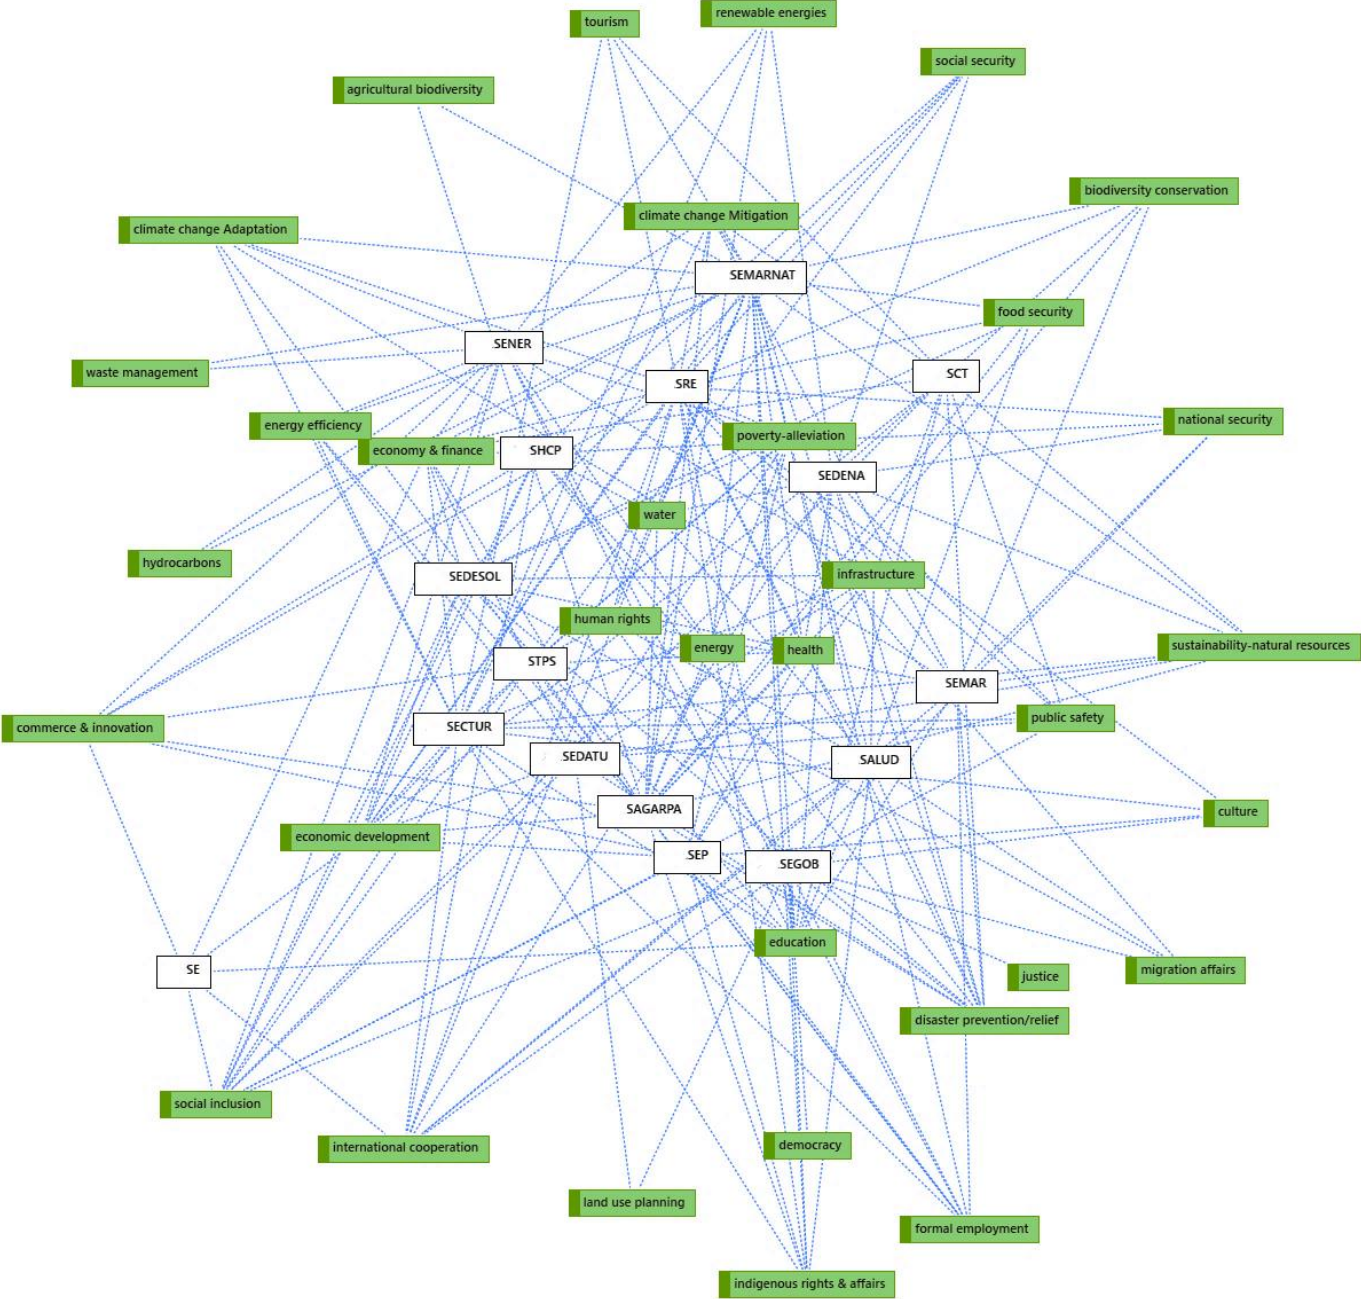 renewable energies
tourism
social security
agricultural biodiversity
biodiversity conservation
climate change Mitigation
climate change Adaptation
SEMARNAT
food security
SENER
waste management
SRE
SCT
energy efficiency
national security
poverty-alleviation
economy & finance
SHCP
SEDENA
water
hydrocarbons
SEDESOL
infrastructure
human rights
energy
health
sustainability-natural resources
STPS
SEMAR
public safety
commerce & innovation
SECTUR
SEDATU
SALUD
SAGARPA
culture
economic development
SEP
SEGOB
education
SE
justice
migration affairs
disaster prevention/relief
social inclusion
international cooperation
democracy
land use planning
formal employment
indigenous rights & affairs